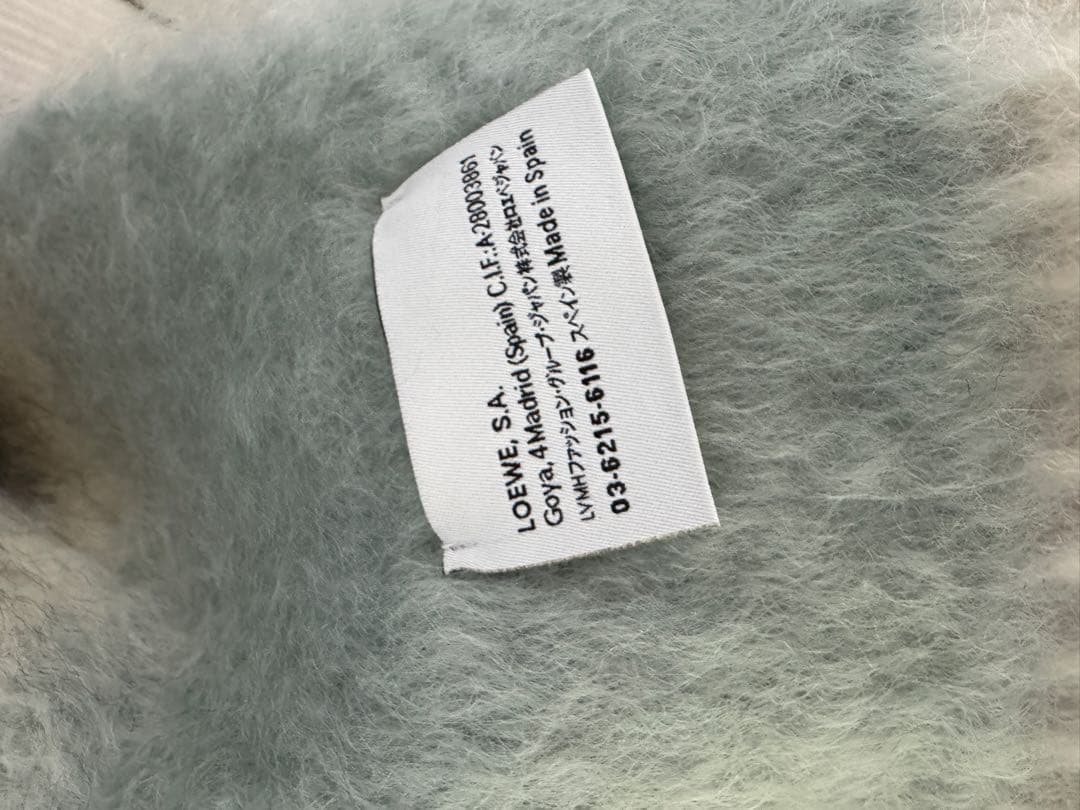 LOEWE, S.A.
Goya, 4 Madrid (Spain) C.I.F.: A-28003861
LVMHファッション・グループ・ジャパン株式会社ロエベジャパン
03-6215-6116 スペイン製 Made in Spain